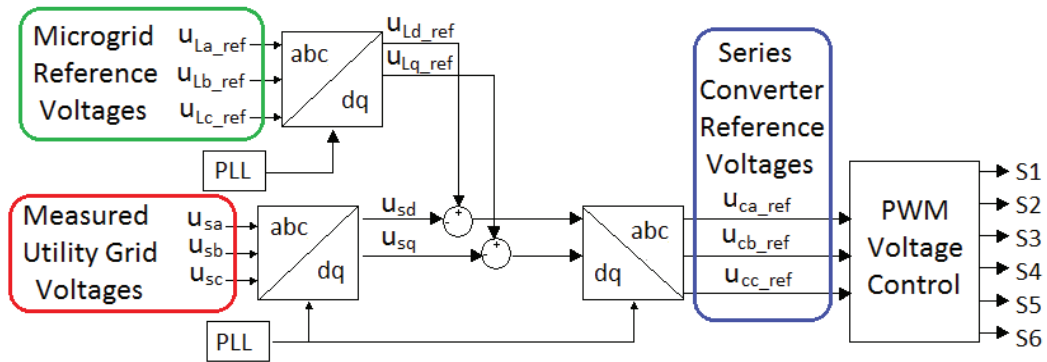 Microgrid
Reference
Voltages
uLa_ref
uLb_ref
uLc_ref
abc
dq
uLd_ref
uLq_ref
PLL
Measured
Utility Grid
Voltages
usa
usb
usc
abc
dq
usd
usq
PLL
- +
- +
abc
dq
Series
Converter
Reference
Voltages
uca_ref
ucb_ref
ucc_ref
PWM
Voltage
Control
S1
S2
S3
S4
S5
S6